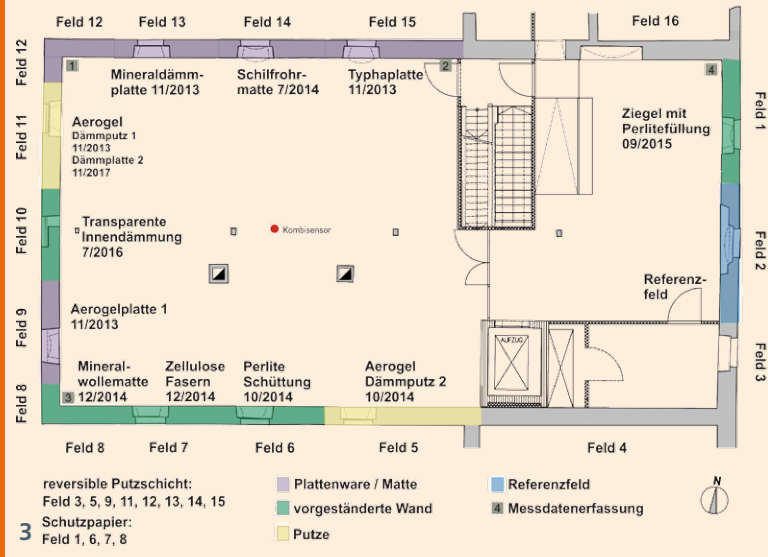 Feld 12
Feld 13
Feld 14
Feld 15
Feld 16
Feld 12
1
2
4
Mineraldämm-
platte 11/2013
Schilfrohr-
matte 7/2014
Typhaplatte
11/2013
Feld 11
Aerogel
Dämmputz 1
11/2013
Dämmplatte 2
11/2017
Ziegel mit
Perlitefüllung
09/2015
Feld 1
Feld 10
Transparente
Innendämmung
7/2016
Kombisensor
Feld 2
Referenz-
feld
Feld 9
Aerogelplatte 1
11/2013
AUFZUG
Feld 3
Feld 8
Mineral-
wollematte
12/2014
Zellulose
Fasern
12/2014
Perlite
Schüttung
10/2014
Aerogel
Dämmputz 2
10/2014
3
Feld 8
Feld 7
Feld 6
Feld 5
Feld 4
reversible Putzschicht:
Feld 3, 5, 9, 11, 12, 13, 14, 15
Schutzpapier:
Feld 1, 6, 7, 8
Plattenware / Matte
vorgeständerte Wand
Putze
Referenzfeld
4 Messdatenerfassung
N
3